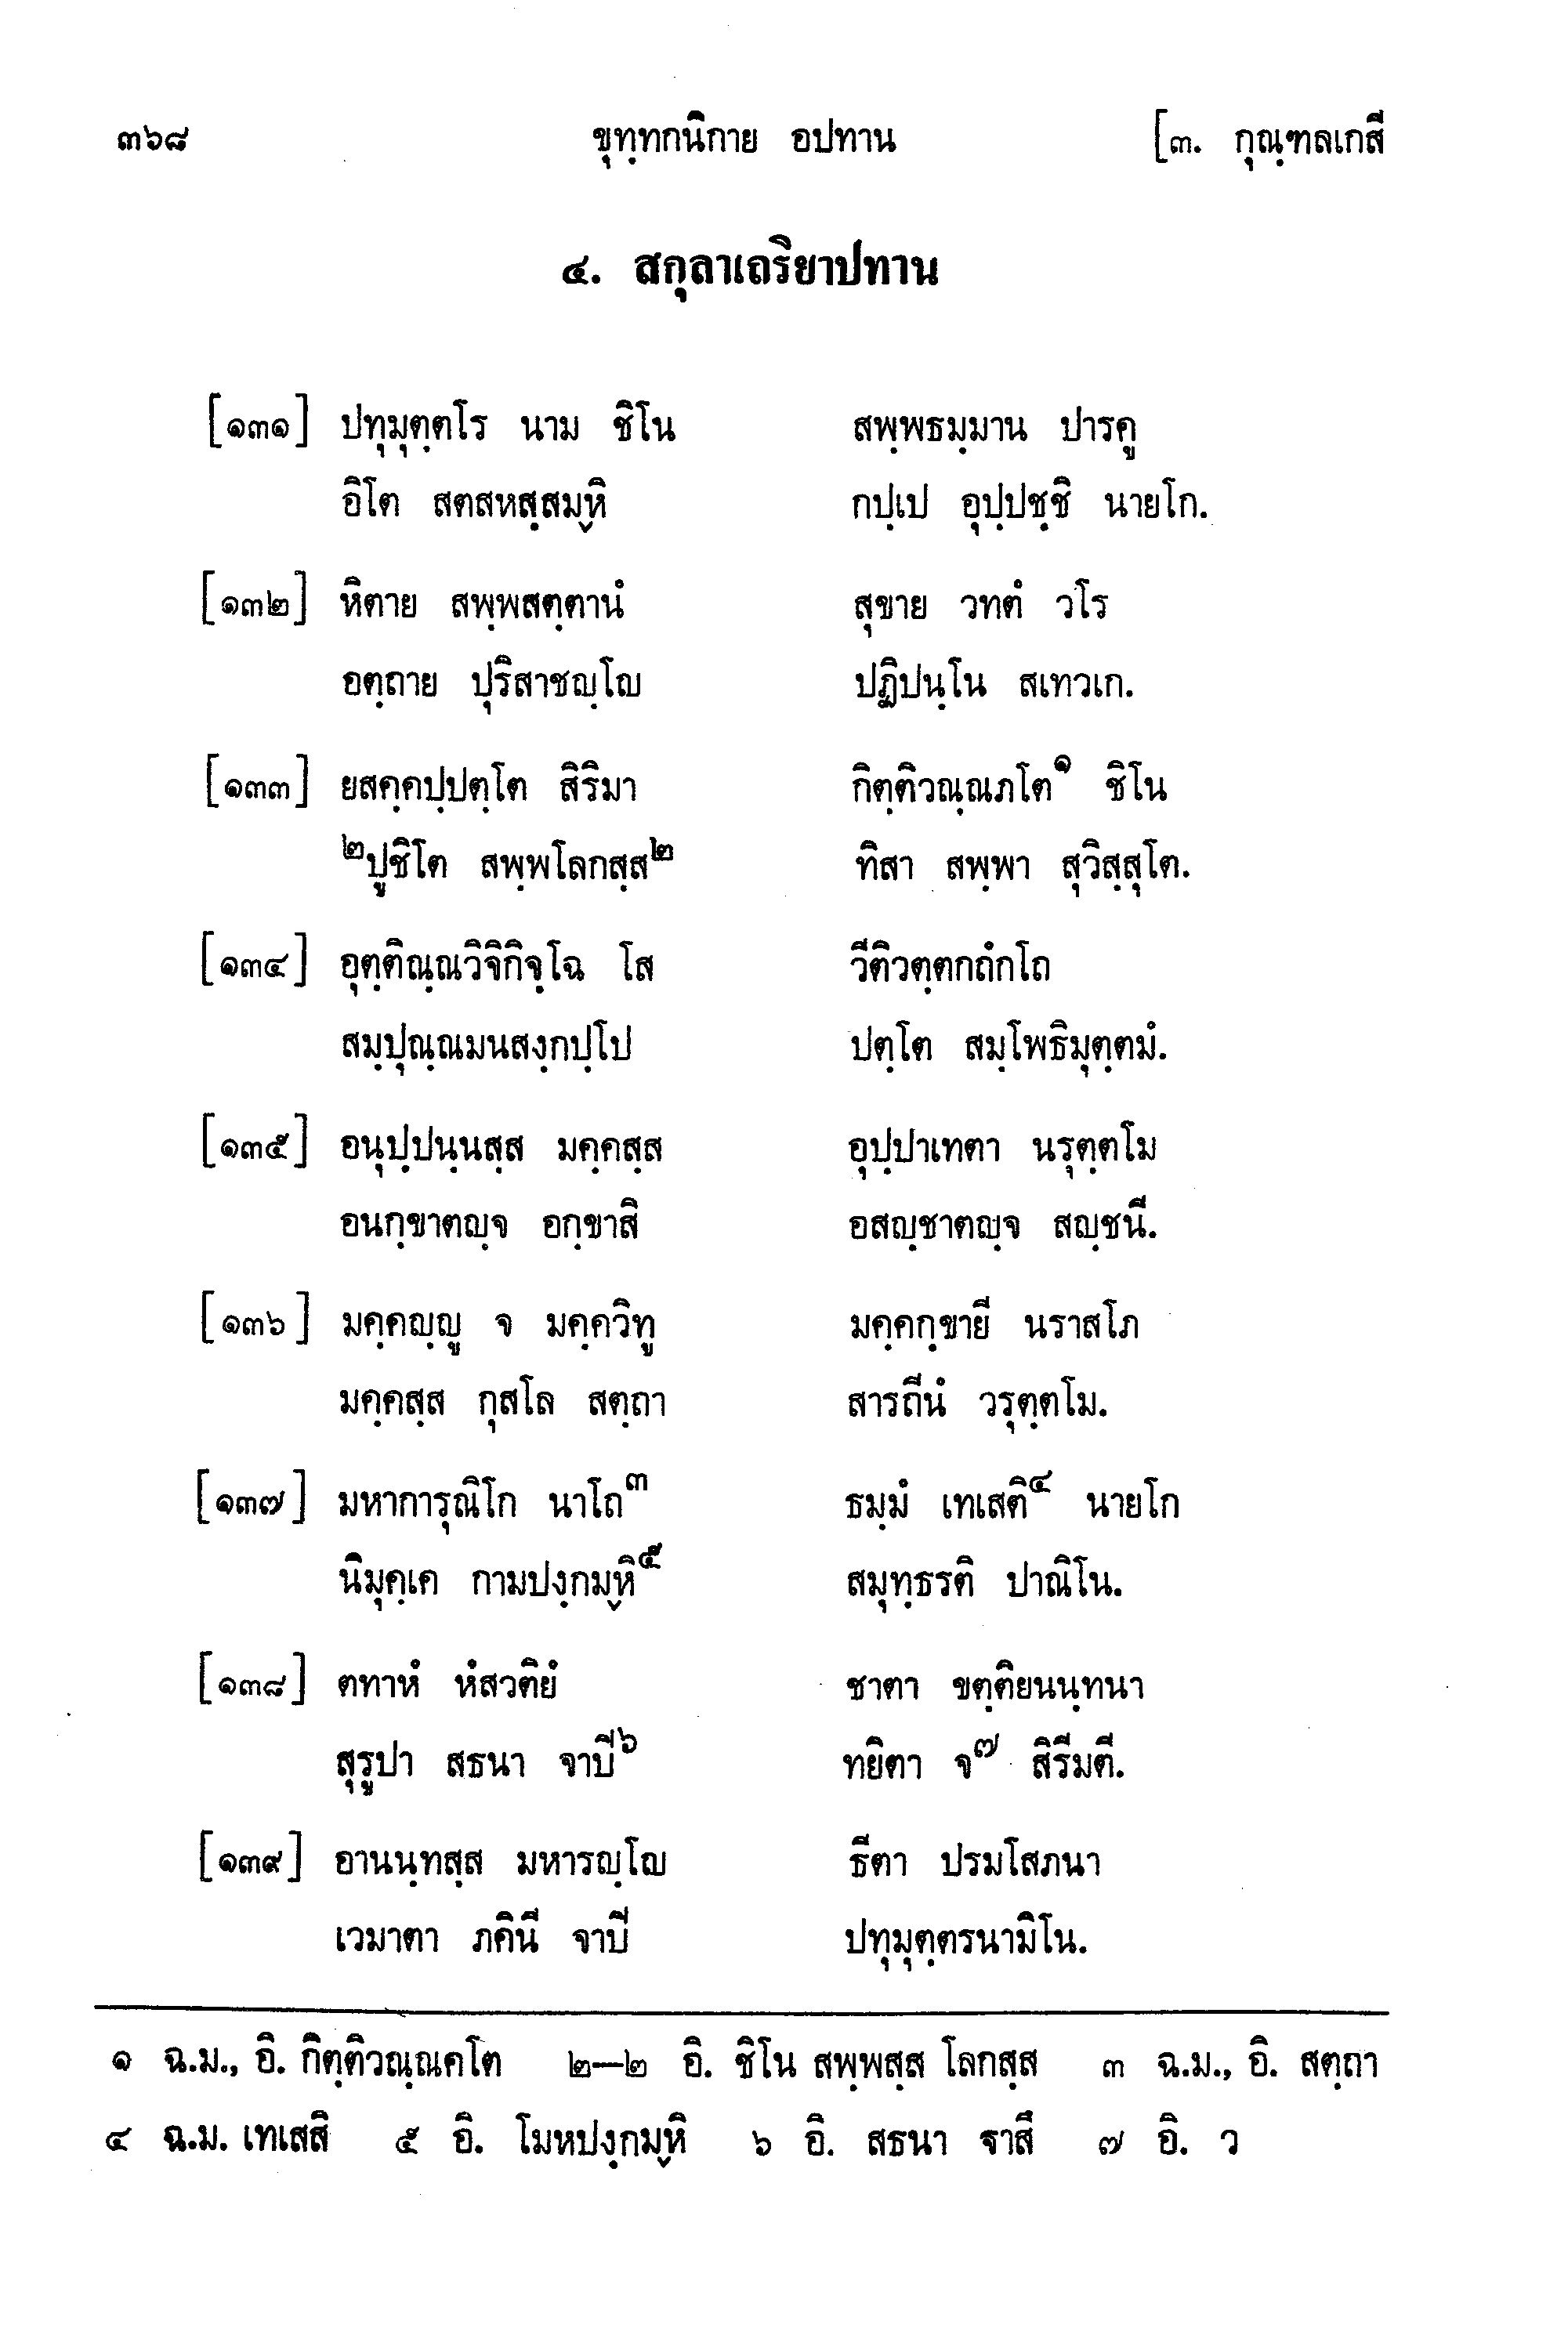 ๓๖๘ ขุทฺทกนิกาย อปทาน [๓. กุณฺฑลเกสี
๔. สกุลาเถริยาปทาน
[๑๓๑] ปทุมุตฺตโร นาม ชิโน สพฺพธมฺมาน ปารคู
อิโต สตสหสฺสมฺหิ กปฺเป อุปฺปชฺชิ นายโก.
[๑๓๒] หิตาย สพฺพสตฺตานํ สุขาย วทตํ วโร
อตฺถาย ปุริสาชญฺโญ ปฏิปนฺโน สเทวเก.
[๑๓๓] ยสคฺคปฺปตฺโต สิริมา กิตฺติวณฺณภโต๑ ชิโน
๒ปูชิโต สพฺพโลกสฺส๒ ทิสา สพฺพา สุวิสฺสุโต.
[๑๓๔] อุตฺติณฺณวิจิกิจฺโฉ โส วีติวตฺตกถํกโถ
สมฺปุณฺณมนสงฺกปฺโป ปตฺโต สมฺโพธิมุตฺตมํ.
[๑๓๕] อนุปฺปนฺนสฺส มคฺคสฺส อุปฺปาเทตา นรุตฺตโม
อนกฺขาตญฺจ อกฺขาสิ อสญฺชาตญฺจ สญฺชนี.
[๑๓๖] มคฺคญฺญู จ มคฺควิทู มคฺคกฺขายี นราสโภ
มคฺคสฺส กุสโล สตฺถา สารถีนํ วรุตฺตโม.
[๑๓๗] มหาการุณิโก นาโถ๓ ธมฺมํ เทเสติ๔ นายโก
นิมุคฺเค กามปงฺกมฺหิ๕ สมุทฺธรติ ปาณิโน.
[๑๓๘] ตทาหํ หํสวติยํ ชาตา ขตฺติยนนฺทนา
สุรูปา สธนา จาปิ๖ ทยิตา จ๗ สิรีมตี.
[๑๓๙] อานนฺทสฺส มหารญฺโญ ธีตา ปรมโสภนา
เวมาตา ภคินี จาปิ ปทุมุตฺตรนามิโน.
๑ ฉ.ม., อิ. กิตฺติวณฺณคโต ๒–๒ อิ. ชิโน สพฺพสฺส โลกสฺส ๓ ฉ.ม., อิ. สตฺถา
๔ ฉ.ม. เทเสสิ ๕ อิ. โมหปงฺกมฺหิ ๖ อิ. สธนา จาสึ ๗ อิ. ว